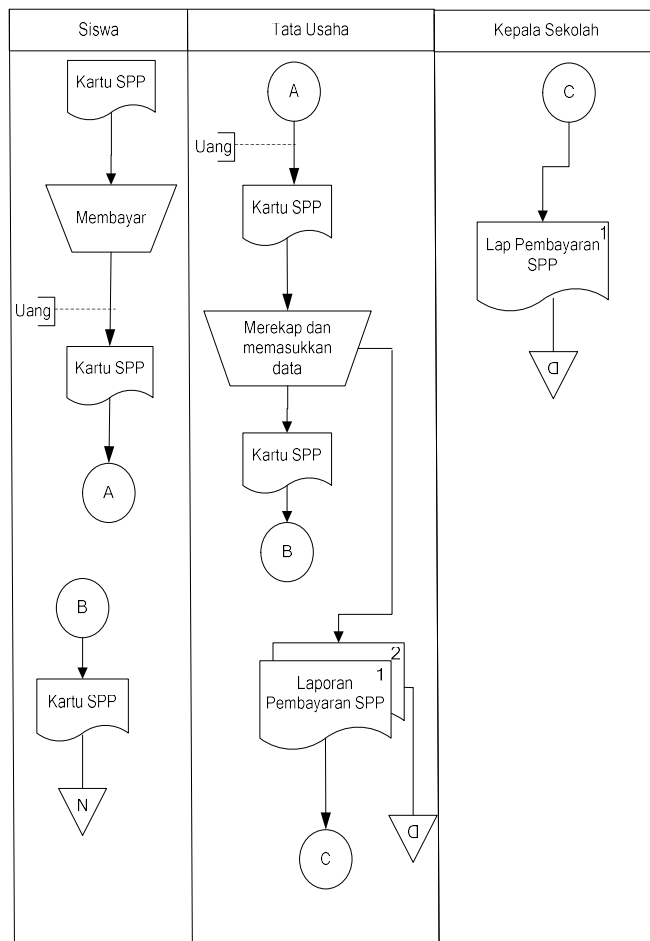 Siswa
Tata Usaha
Kepala Sekolah
Kartu SPP
Membayar
Uang
Kartu SPP
A
B
Kartu SPP
N
A
Uang
Kartu SPP
Merekap dan
memasukkan
data
Kartu SPP
B
2
1
Laporan
Pembayaran SPP
C
D
C
1
Lap Pembayaran
SPP
D